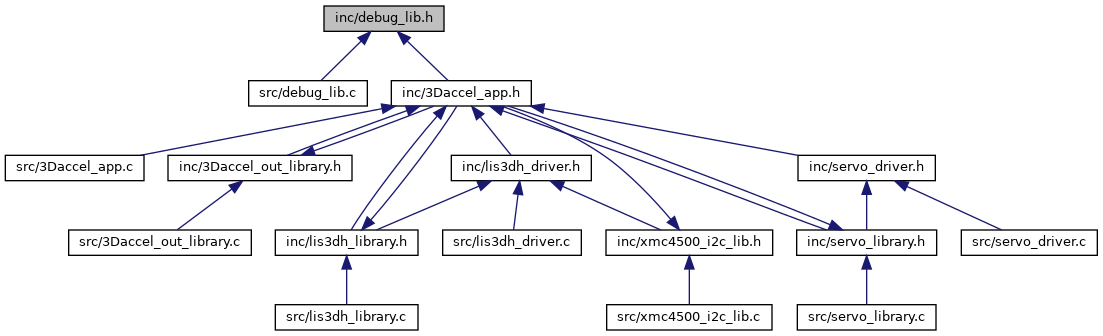 inc/debug_lib.h
src/debug_lib.c
inc/3Daccel_app.h
src/3Daccel_app.c
inc/3Daccel_out_library.h
inc/lis3dh_driver.h
inc/servo_driver.h
src/3Daccel_out_library.c
inc/lis3dh_library.h
src/lis3dh_driver.c
inc/xmc4500_i2c_lib.h
inc/servo_library.h
src/servo_driver.c
src/lis3dh_library.c
src/xmc4500_i2c_lib.c
src/servo_library.c